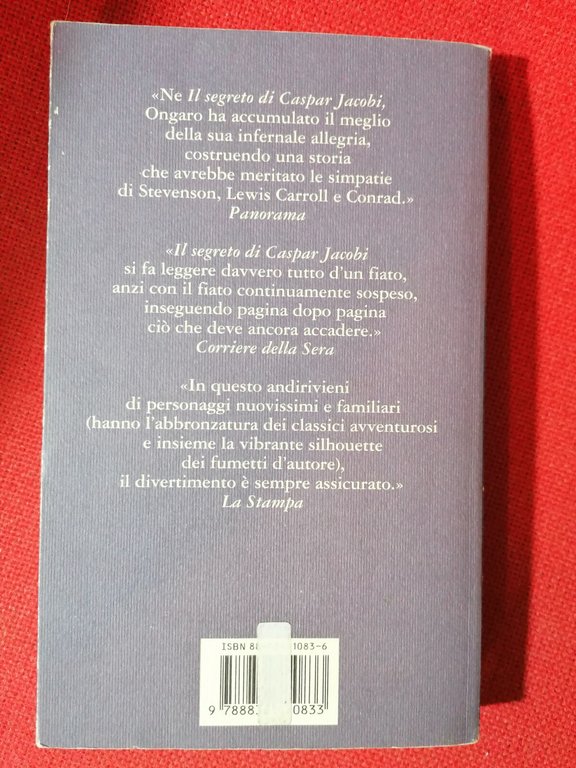 «Ne Il segreto di Caspar Jacobi,
Ongaro ha accumulato il meglio
della sua infernale allegria,
costruendo una storia
che avrebbe meritato le simpatie
di Stevenson, Lewis Carroll e Conrad.»
Panorama
«Il segreto di Caspar Jacobi
si fa leggere davvero tutto d'un fiato,
anzi con il fiato continuamente sospeso,
inseguendo pagina dopo pagina
ciò che deve ancora accadere.»
Corriere della Sera
«In questo andirivieni
di personaggi nuovissimi e familiari
(hanno l'abbronzatura dei classici avventurosi
e insieme la vibrante silhouette
dei fumetti d'autore),
il divertimento è sempre assicurato.»
La Stampa
ISBN 88 1083-6
9 7888 0833